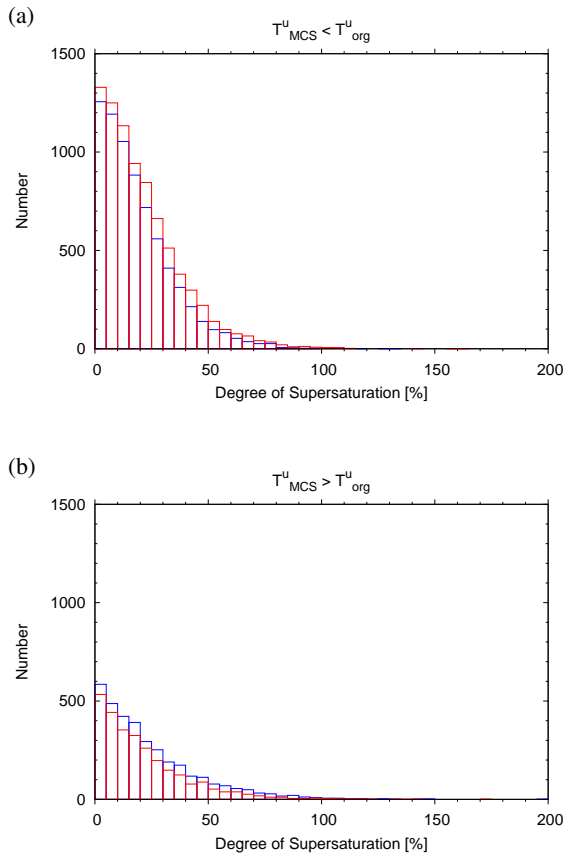 (a)
T^u_MCS < T^u_org
1500
1000
500
0
Number
0 50 100 150 200
Degree of Supersaturation [%]
(b)
T^u_MCS > T^u_org
1500
1000
500
0
Number
0 50 100 150 200
Degree of Supersaturation [%]